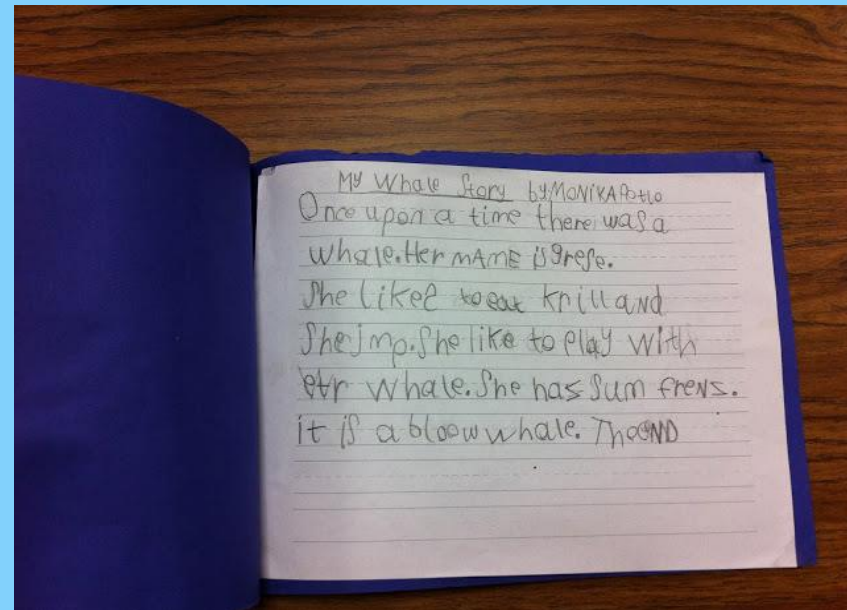 My Whale Story by: MONIKA Potlo
Once upon a time there was a
whale. Her mAmE is grese.
She likes to eat krill and
She jmp. She like to play with
etr whale. She has sum frens.
it is a bloow whale. The END